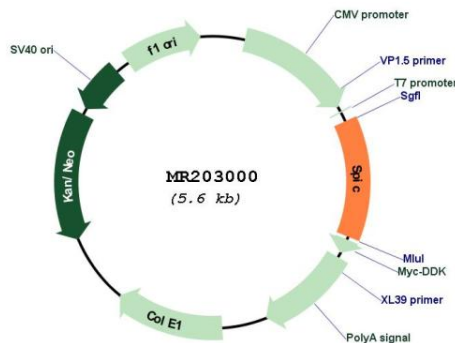 CMV promoter
VP1.5 primer
T7 promoter
SgfI
Spi c
MluI
Myc-DDK
XL39 primer
PolyA signal
Col E1
Kan/Neo
SV40 ori
f1 ori
MR203000
(5.6 kb)